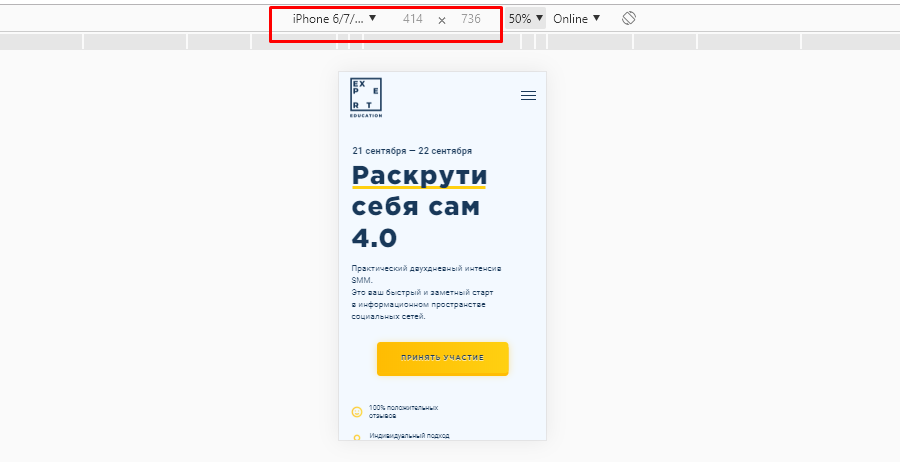 iPhone 6/7/... ▼ 414 × 736 50% ▼ Online ▼
EX
P E
R T
EDUCATION
21 сентября — 22 сентября
Раскрути
себя сам
4.0
Практический двухдневный интенсив
SMM.
Это ваш быстрый и заметный старт
в информационном пространстве
социальных сетей.
ПРИНЯТЬ УЧАСТИЕ
100% положительных
отзывов
Индивидуальный подход